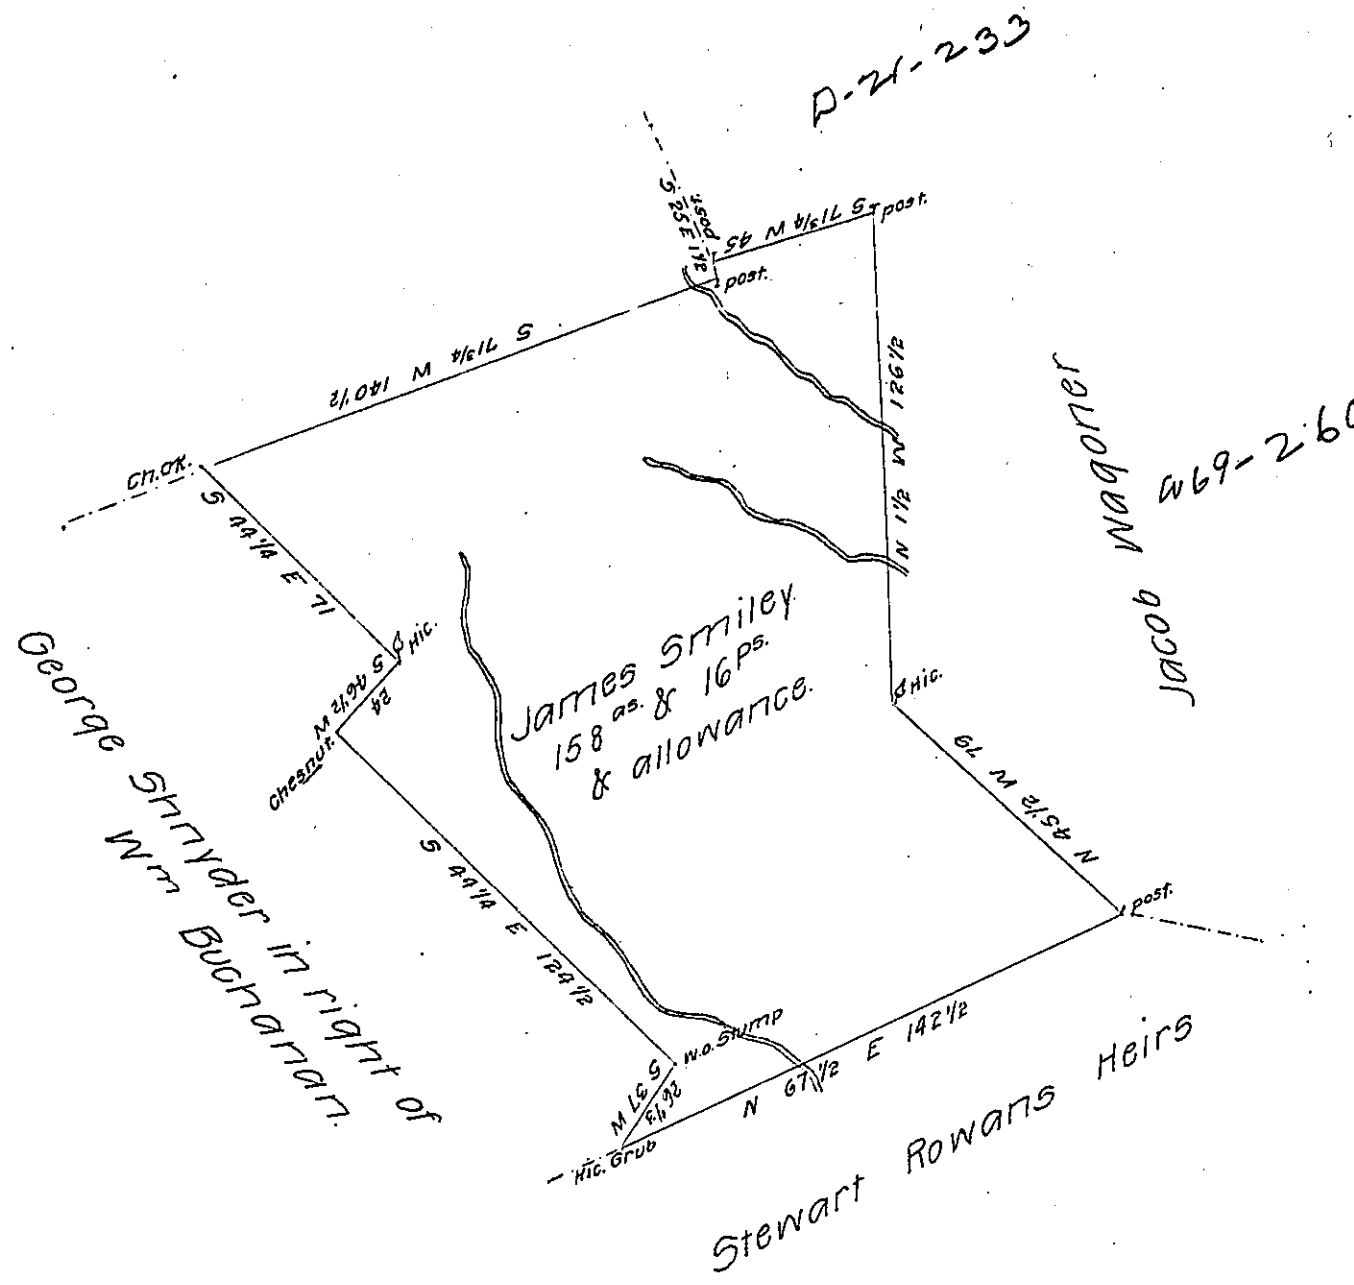 D-21-233
post.
S 25 E 1 1/2
S 71 3/4 W 45
post.
post.
S 71 3/4 W 140 1/2
N 1 1/2 W 126 1/2
Jacob Wagoner
Ch.OK.
S 44 1/4 E 71
Hic.
S 46 1/2 W
24
Chesnut.
James Smiley
158 as. & 16 Ps.
& allowance.
Hic.
N 45 1/2 W 79
post.
George Shnyder in right of
Wm Buchanan.
S 44 1/4 E 124 1/2
W.O. Stump
S 37 W
26 1/3
Hic. Grub
N 67 1/2 E 142 1/2
Stewart Rowans Heirs